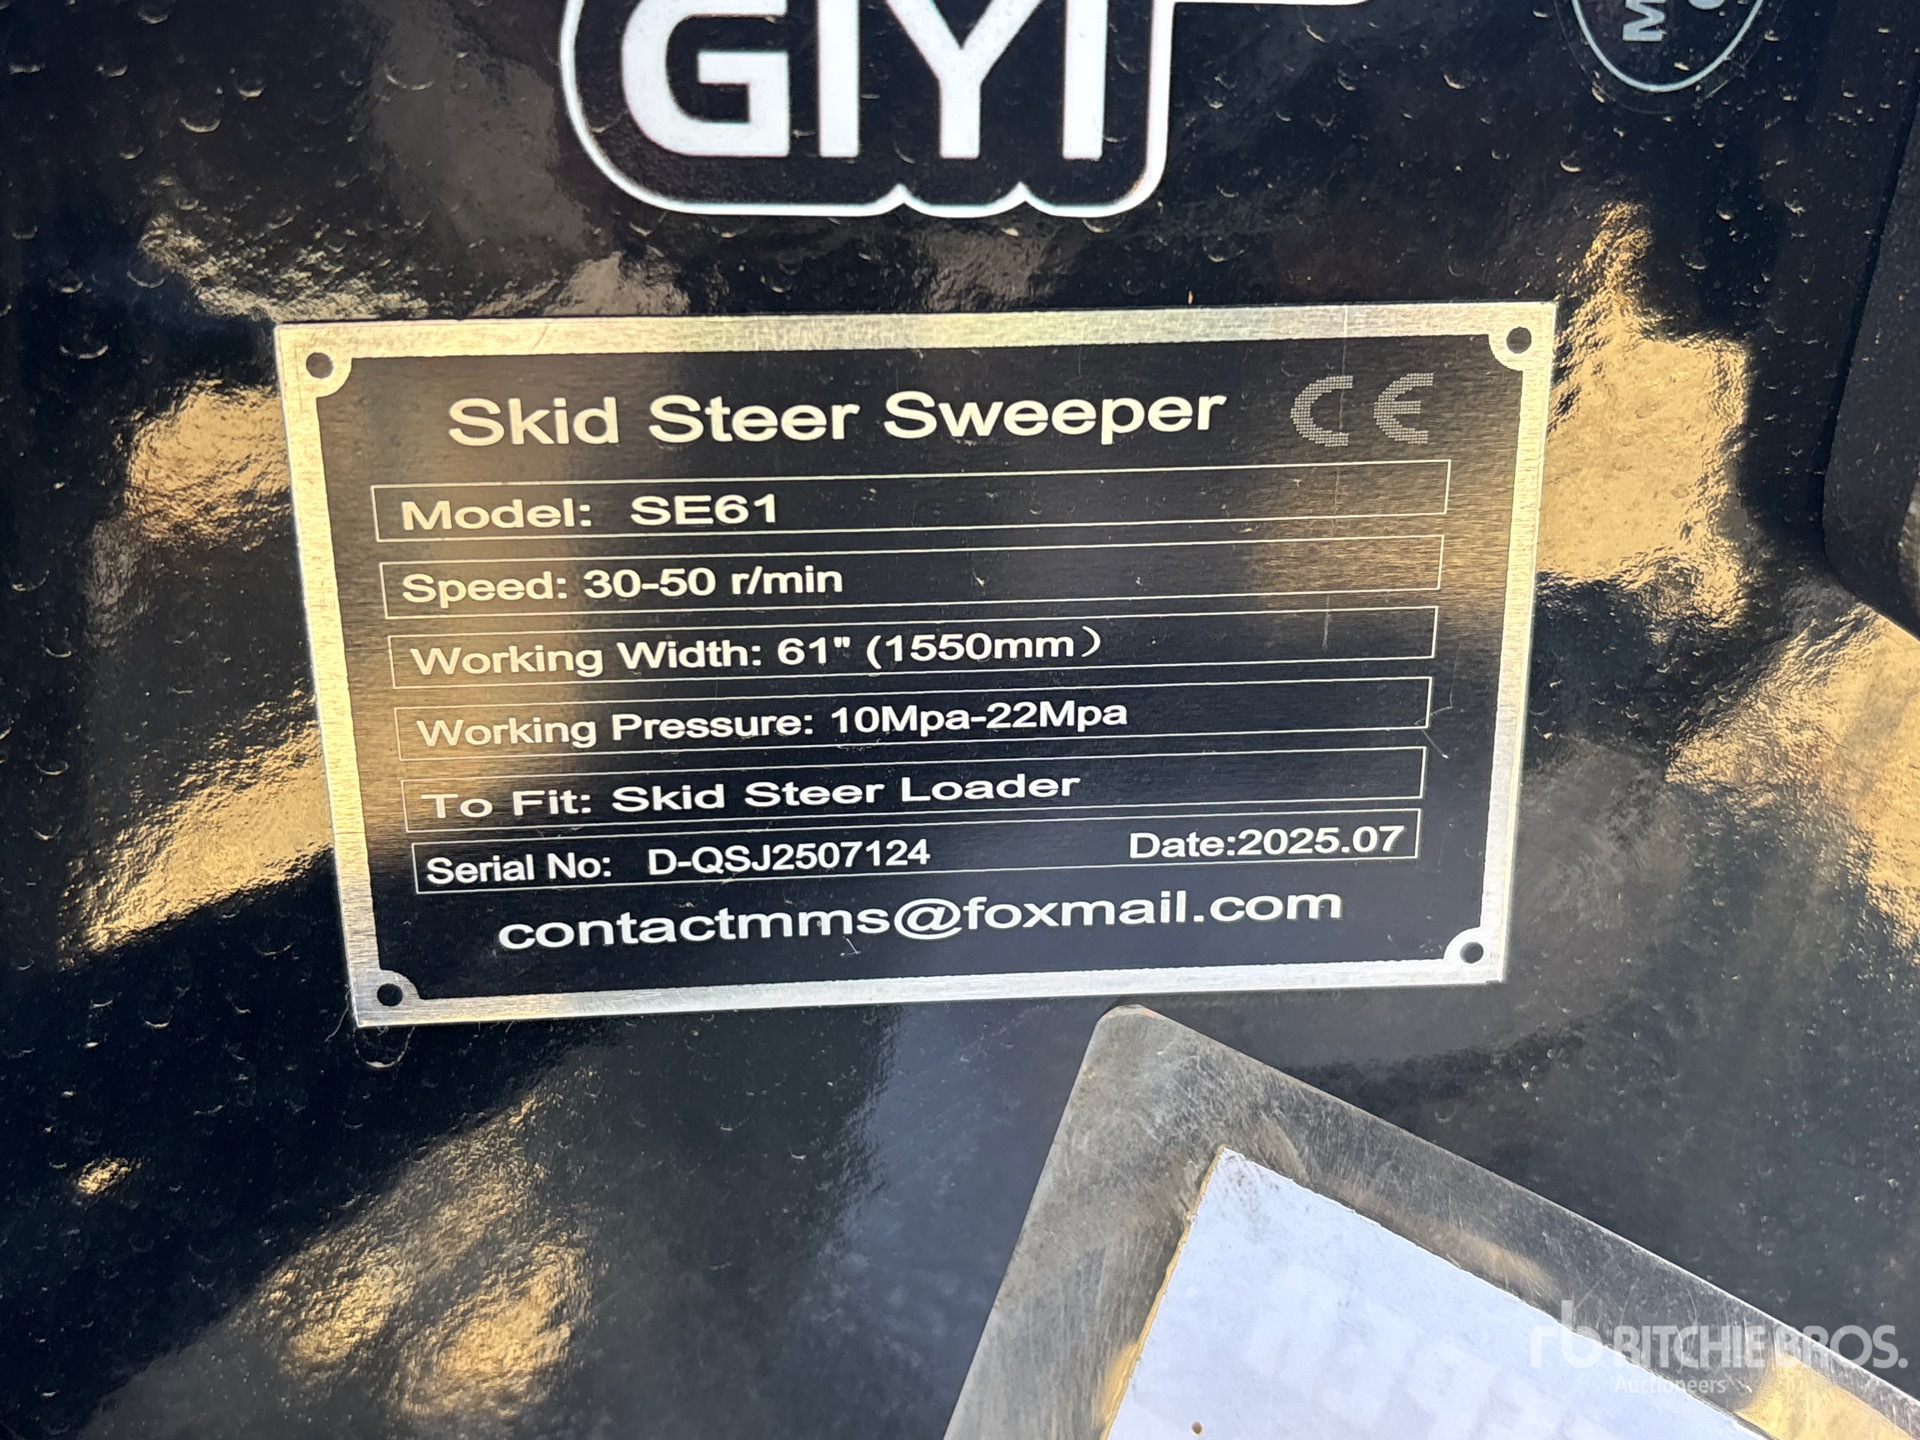 GIYI
Skid Steer Sweeper CE
Model: SE61
Speed: 30-50 r/min
Working Width: 61" (1550mm）
Working Pressure: 10Mpa-22Mpa
To Fit: Skid Steer Loader
Serial No: D-QSJ2507124 Date:2025.07
contactmms@foxmail.com
rb RITCHIE BROS.
Auctioneers